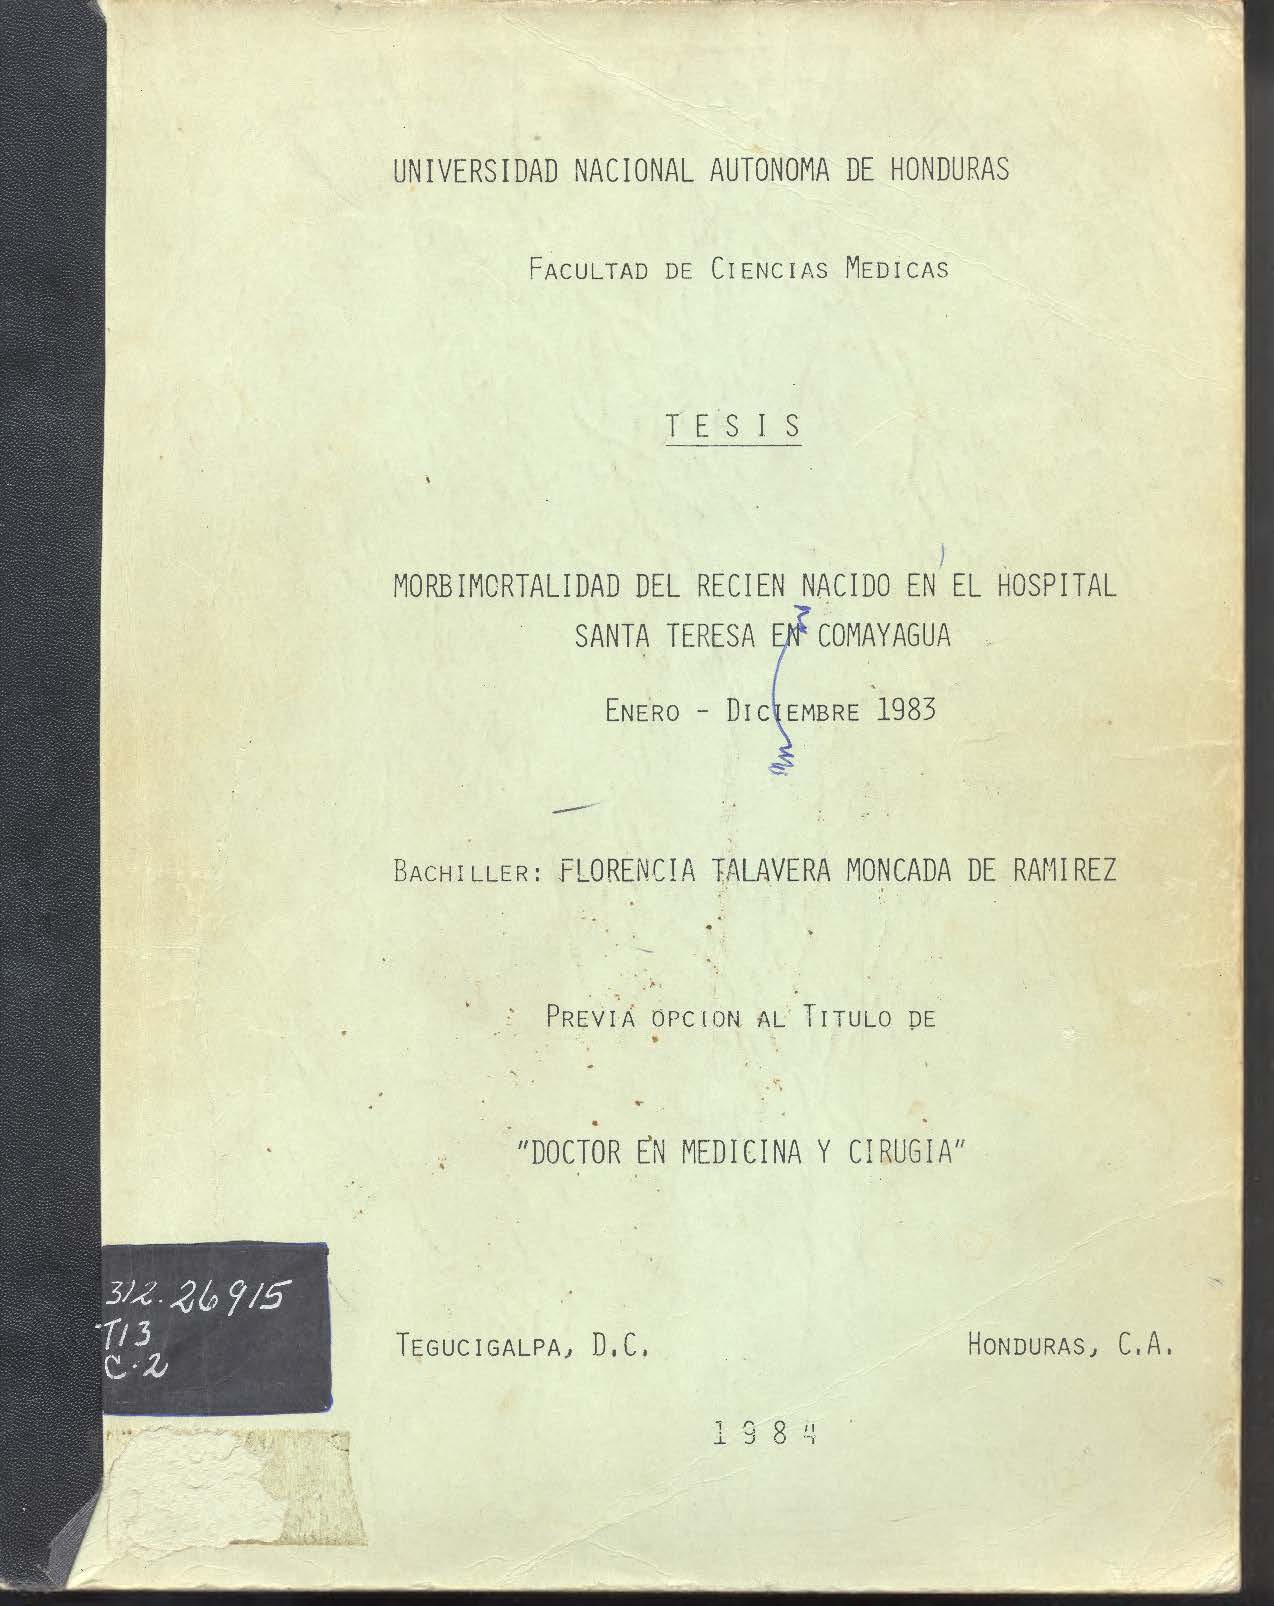 UNIVERSIDAD NACIONAL AUTONOMA DE HONDURAS
FACULTAD DE CIENCIAS MEDICAS
TESIS
MORBIMORTALIDAD DEL RECIEN NACIDO EN EL HOSPITAL
SANTA TERESA EN COMAYAGUA
ENERO - DICIEMBRE 1983
BACHILLER: FLORENCIA TALAVERA MONCADA DE RAMIREZ
PREVIA OPCION AL TITULO DE
"DOCTOR EN MEDICINA Y CIRUGIA"
312.26915
T13
C.2
TEGUCIGALPA, D.C. HONDURAS, C.A.
1984